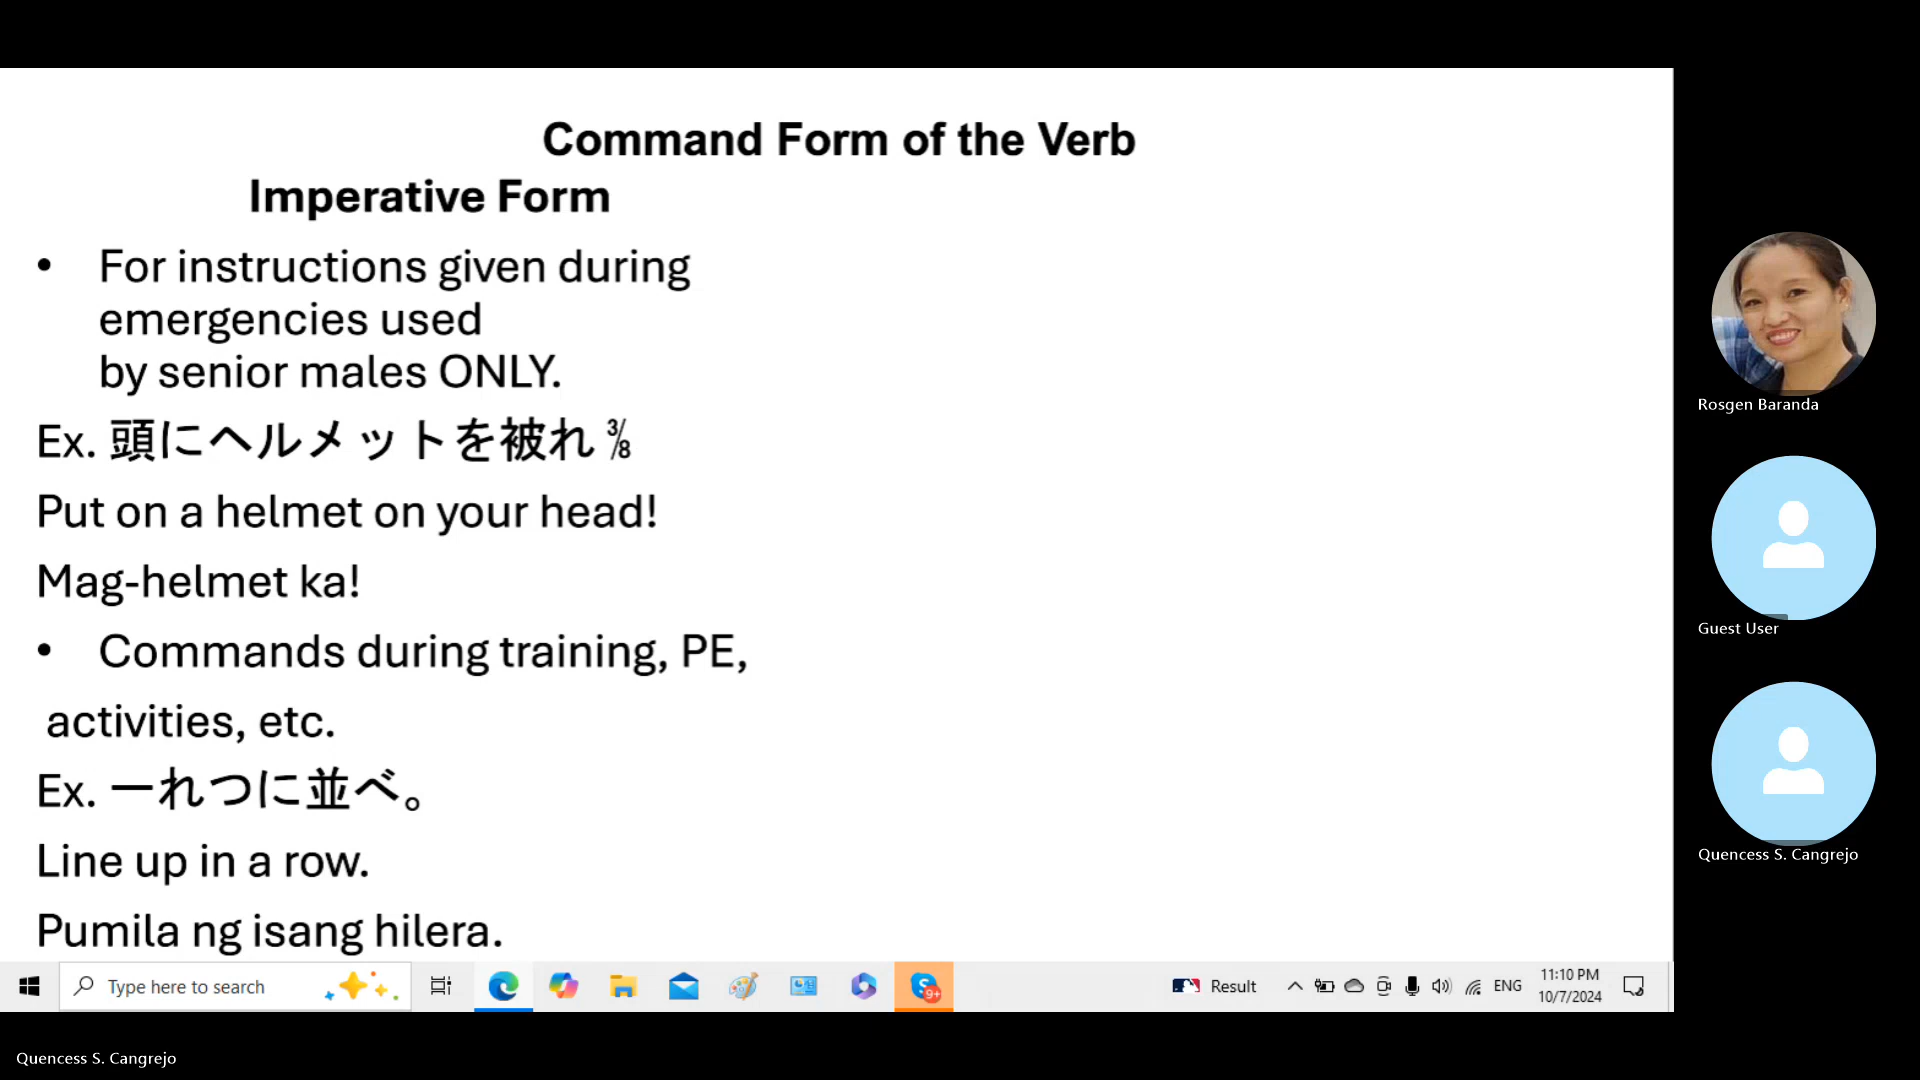 Command Form of the Verb
Imperative Form
• For instructions given during
emergencies used
by senior males ONLY.
Ex. 頭にヘルメットを被れ ⅜
Put on a helmet on your head!
Mag-helmet ka!
• Commands during training, PE,
activities, etc.
Ex. 一れつに並べ。
Line up in a row.
Pumila ng isang hilera.
Type here to search
9+
Result
ENG
11:10 PM
10/7/2024
Rosgen Baranda
Guest User
Quencess S. Cangrejo
Quencess S. Cangrejo